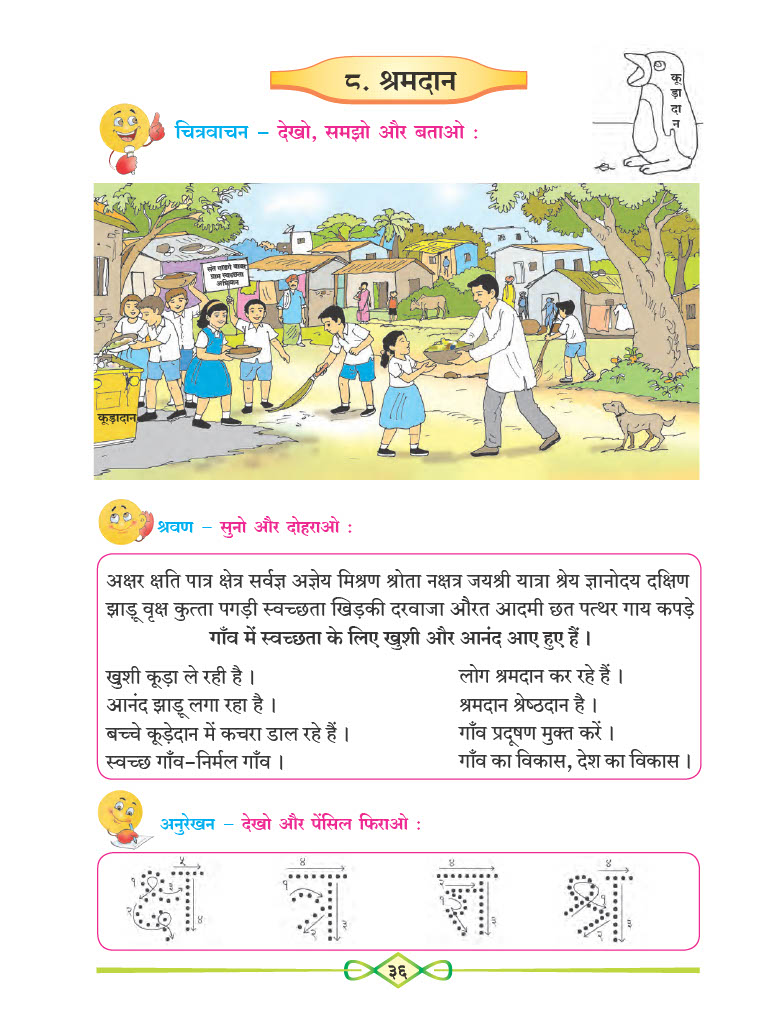 ८. श्रमदान
कूड़ादान
चित्रवाचन – देखो, समझो और बताओ :
संत गाडगे बाबा
ग्राम स्वच्छता
अभियान
कूड़ादान
श्रवण – सुनो और दोहराओ :
अक्षर क्षति पात्र क्षेत्र सर्वज्ञ अज्ञेय मिश्रण श्रोता नक्षत्र जयश्री यात्रा श्रेय ज्ञानोदय दक्षिण
झाडू वृक्ष कुत्ता पगड़ी स्वच्छता खिड़की दरवाजा औरत आदमी छत पत्थर गाय कपड़े
गाँव में स्वच्छता के लिए खुशी और आनंद आए हुए हैं ।
खुशी कूड़ा ले रही है ।
आनंद झाड़ू लगा रहा है ।
बच्चे कूड़ेदान में कचरा डाल रहे हैं ।
स्वच्छ गाँव-निर्मल गाँव ।
लोग श्रमदान कर रहे हैं ।
श्रमदान श्रेष्ठदान है ।
गाँव प्रदूषण मुक्त करें ।
गाँव का विकास, देश का विकास ।
अनुरेखन – देखो और पेंसिल फिराओ :
क्ष त्र ज्ञ श्र
३६